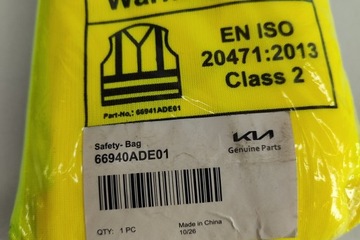 EN ISO
20471:2013
Class 2
Part-No,: 66941ADE01
Safety- Bag
66940ADE01
KIA
Genuine Parts
QTY: 1 PC
Made in China
10/26